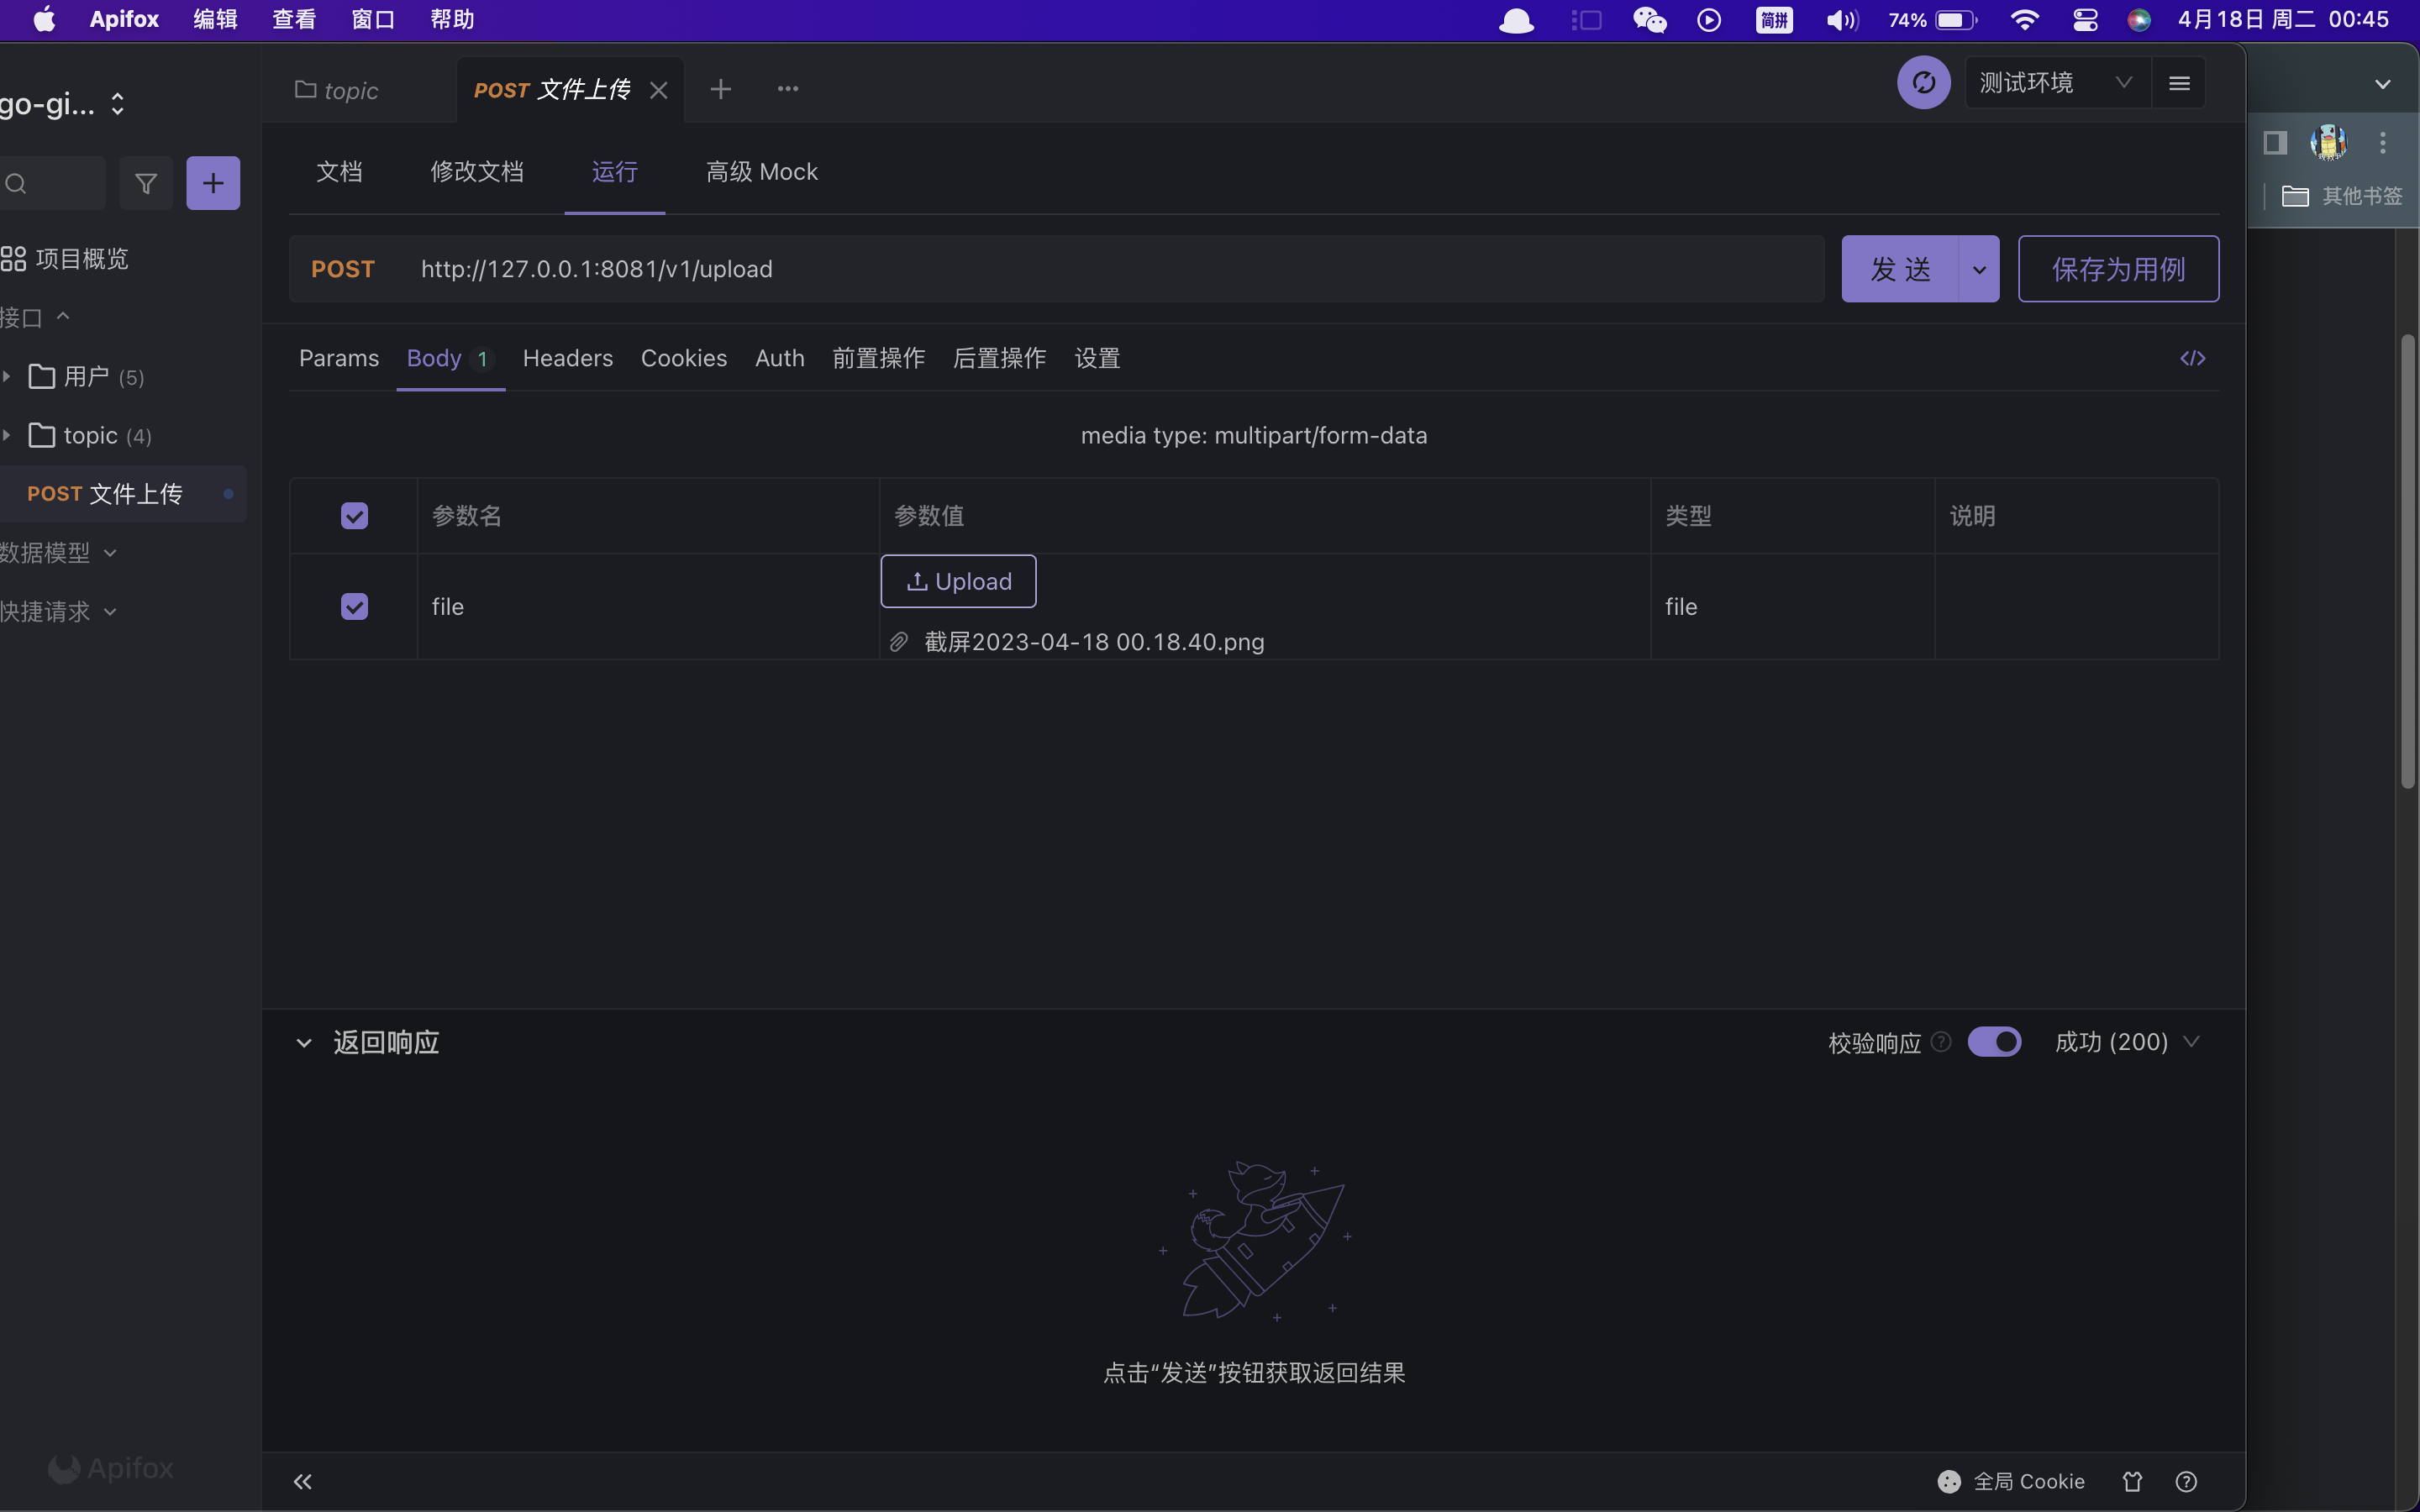 Apifox 编辑 查看 窗口 帮助
简拼 74% 4月18日 周二 00:45
go-gi...
topic
POST 文件上传
测试环境
文档 修改文档 运行 高级 Mock
POST http://127.0.0.1:8081/v1/upload
发 送
保存为用例
其他书签
项目概览
接口
用户 (5)
topic (4)
POST 文件上传
数据模型
快捷请求
Params Body 1 Headers Cookies Auth 前置操作 后置操作 设置
media type: multipart/form-data
参数名 参数值 类型 说明
file Upload file
截屏2023-04-18 00.18.40.png
返回响应
校验响应 成功 (200)
点击“发送”按钮获取返回结果
Apifox
全局 Cookie